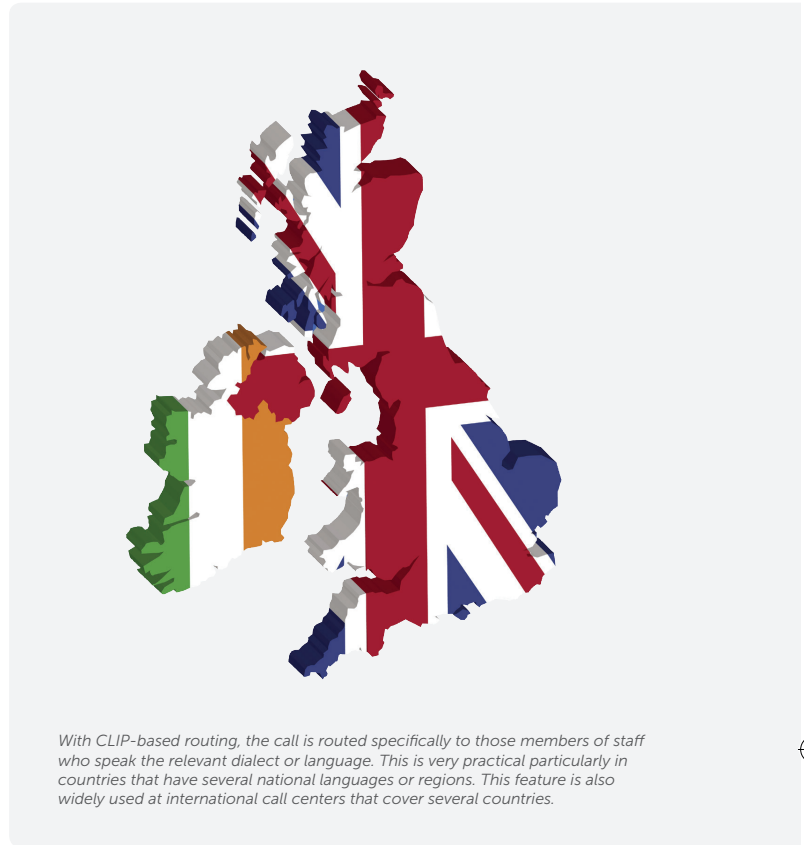 With CLIP-based routing, the call is routed specifically to those members of staff
who speak the relevant dialect or language. This is very practical particularly in
countries that have several national languages or regions. This feature is also
widely used at international call centers that cover several countries.